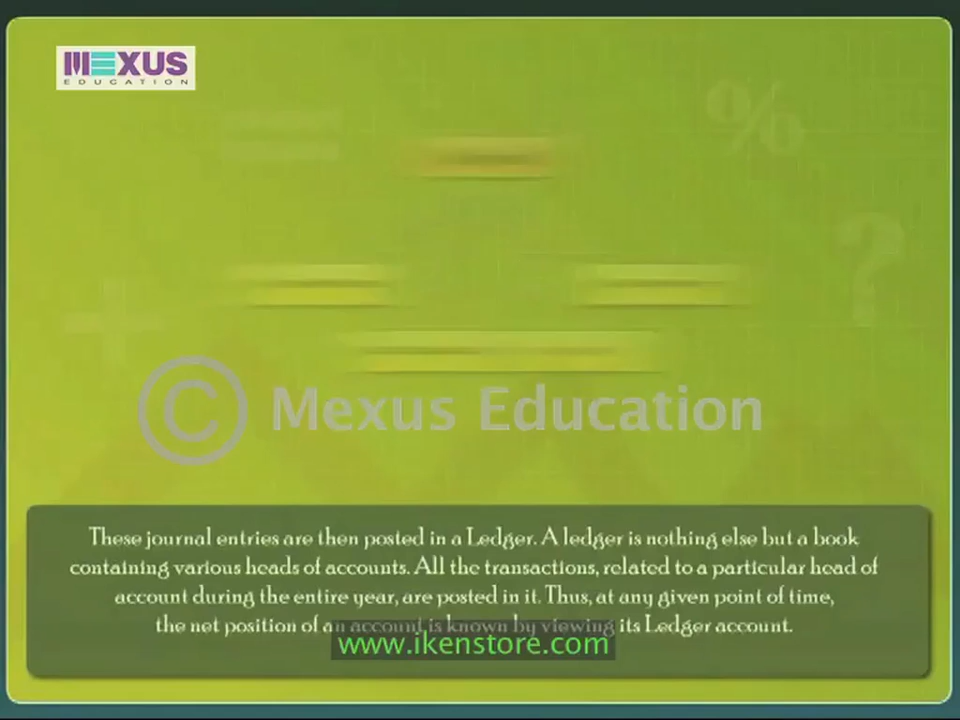 MEXUS
EDUCATION
%
=
?
+
© Mexus Education
These journal entries are then posted in a Ledger. A ledger is nothing else but a book
containing various heads of accounts. All the transactions, related to a particular head of
account during the entire year, are posted in it. Thus, at any given point of time,
the net position of an account is known by viewing its Ledger account.
www.ikenstore.com